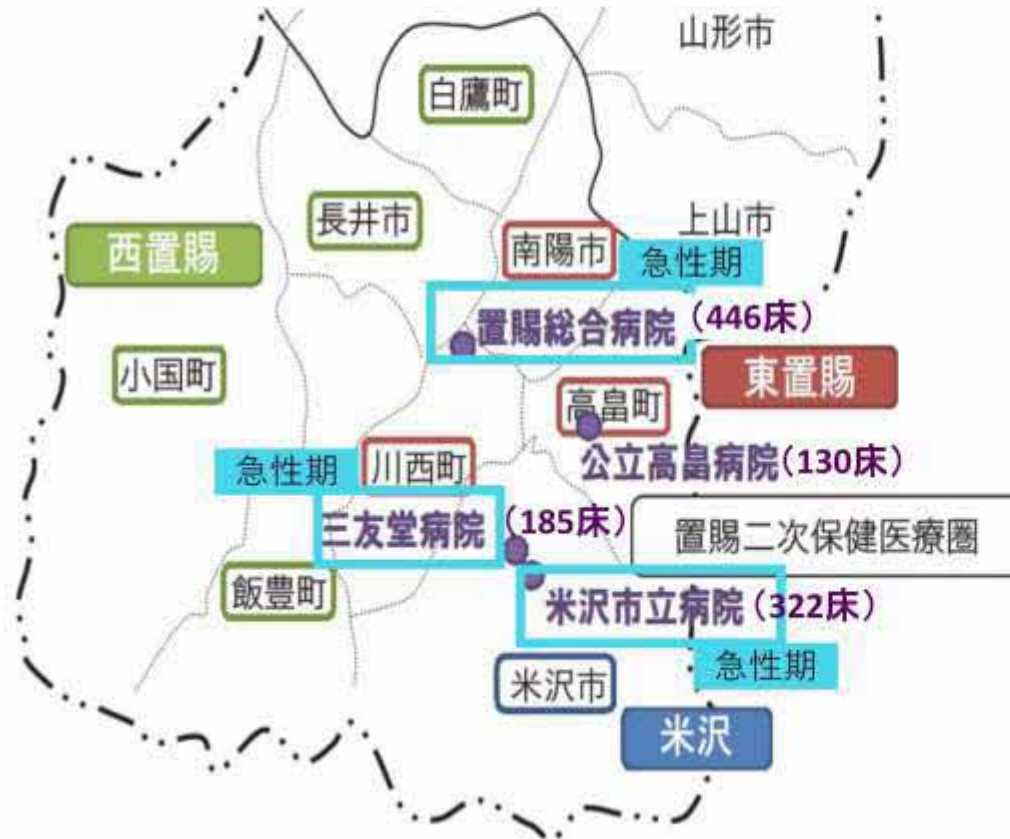 山形市
白鷹町
長井市
上山市
西置賜
南陽市
急性期
置賜総合病院
(446床)
小国町
東置賜
高畠町
急性期
川西町
公立高畠病院(130床)
三友堂病院
(185床)
置賜二次保健医療圏
飯豊町
米沢市立病院(322床)
米沢市
急性期
米沢